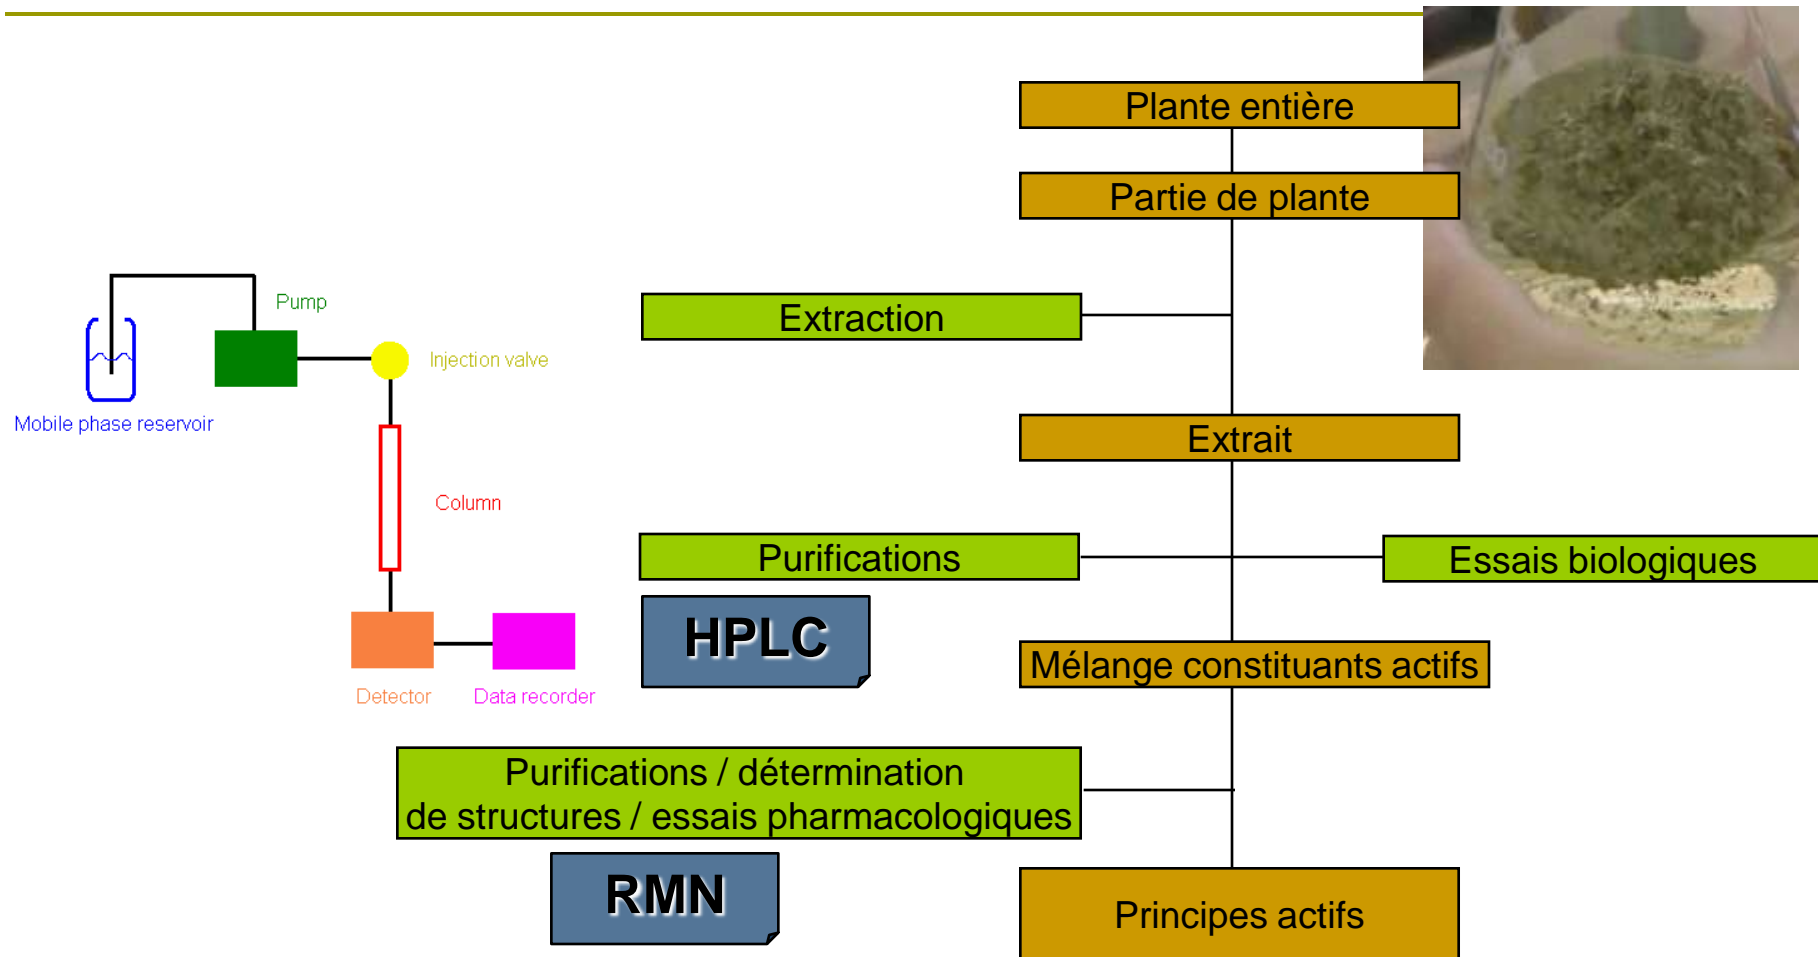 Plante entière
Partie de plante
Pump
Extraction
Injection valve
Mobile phase reservoir
Extrait
Column
Purifications
Essais biologiques
HPLC
Mélange constituants actifs
Detector
Data recorder
Purifications / détermination
de structures / essais pharmacologiques
RMN
Principes actifs